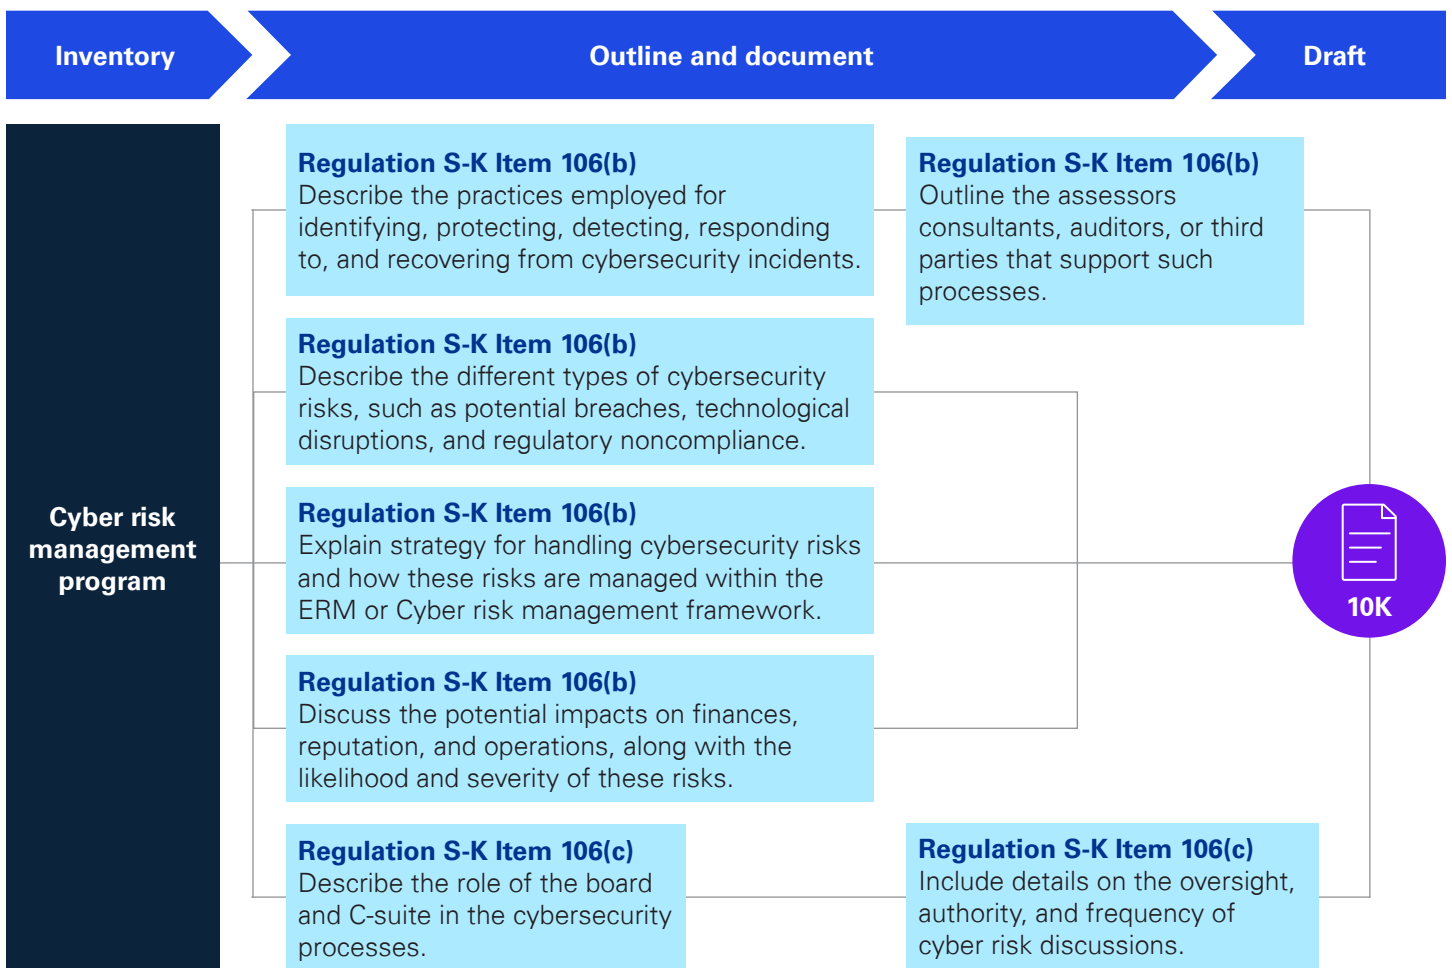 Inventory
Outline and document
Draft
Cyber risk
management
program
Regulation S-K Item 106(b)
Describe the practices employed for
identifying, protecting, detecting, responding
to, and recovering from cybersecurity incidents.
Regulation S-K Item 106(b)
Outline the assessors
consultants, auditors, or third
parties that support such
processes.
Regulation S-K Item 106(b)
Describe the different types of cybersecurity
risks, such as potential breaches, technological
disruptions, and regulatory noncompliance.
Regulation S-K Item 106(b)
Explain strategy for handling cybersecurity risks
and how these risks are managed within the
ERM or Cyber risk management framework.
Regulation S-K Item 106(b)
Discuss the potential impacts on finances,
reputation, and operations, along with the
likelihood and severity of these risks.
Regulation S-K Item 106(c)
Describe the role of the board
and C-suite in the cybersecurity
processes.
Regulation S-K Item 106(c)
Include details on the oversight,
authority, and frequency of
cyber risk discussions.
10K